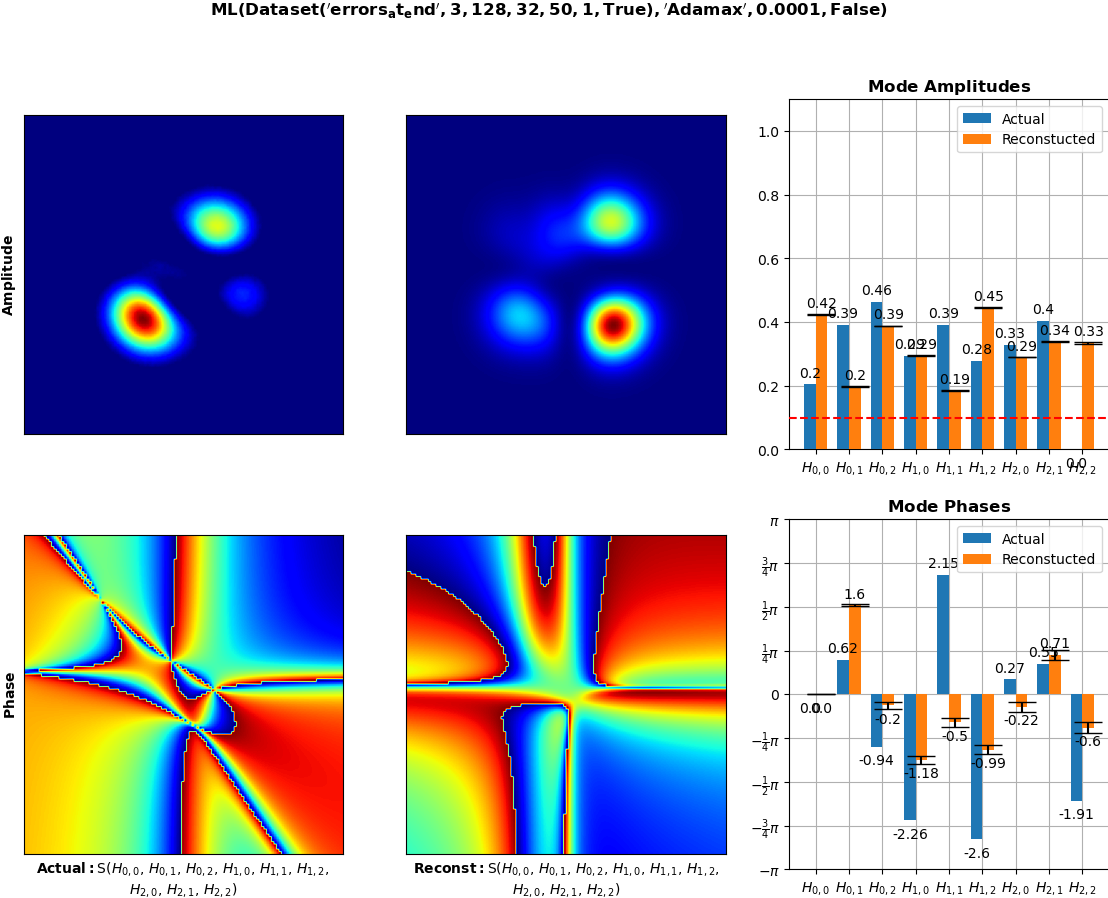 ML(Dataset('errors_at_end', 3, 128, 32, 50, 1, True), 'Adamax', 0.0001, False)
Amplitude
Mode Amplitudes
Actual
Reconstucted
1.0
0.8
0.6
0.4
0.2
0.0
0.2 0.39 0.46 0.29 0.39 0.28 0.33 0.4 0.0
0.42 0.2 0.39 0.29 0.19 0.45 0.29 0.34 0.33
H0,0 H0,1 H0,2 H1,0 H1,1 H1,2 H2,0 H2,1 H2,2
Phase
Mode Phases
Actual
Reconstucted
π
3/4π
1/2π
1/4π
0
−1/4π
−1/2π
−3/4π
−π
0.0 0.62 -0.94 -2.26 2.15 -2.6 0.27 -1.91
0.0 1.6 -0.2 -1.18 -0.5 -0.99 -0.22 0.71 -0.6
H0,0 H0,1 H0,2 H1,0 H1,1 H1,2 H2,0 H2,1 H2,2
Actual: S(H0,0, H0,1, H0,2, H1,0, H1,1, H1,2,
H2,0, H2,1, H2,2)
Reconst: S(H0,0, H0,1, H0,2, H1,0, H1,1, H1,2,
H2,0, H2,1, H2,2)